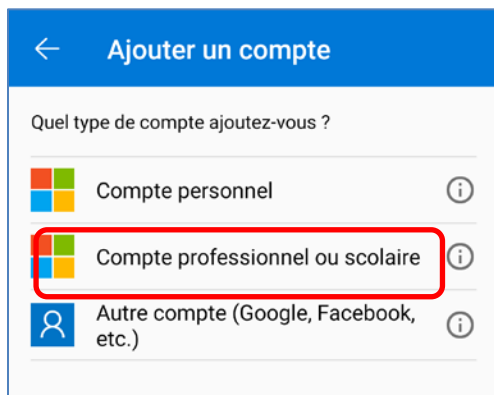 Ajouter un compte
Quel type de compte ajoutez-vous ?
Compte personnel
Compte professionnel ou scolaire
Autre compte (Google, Facebook,
etc.)